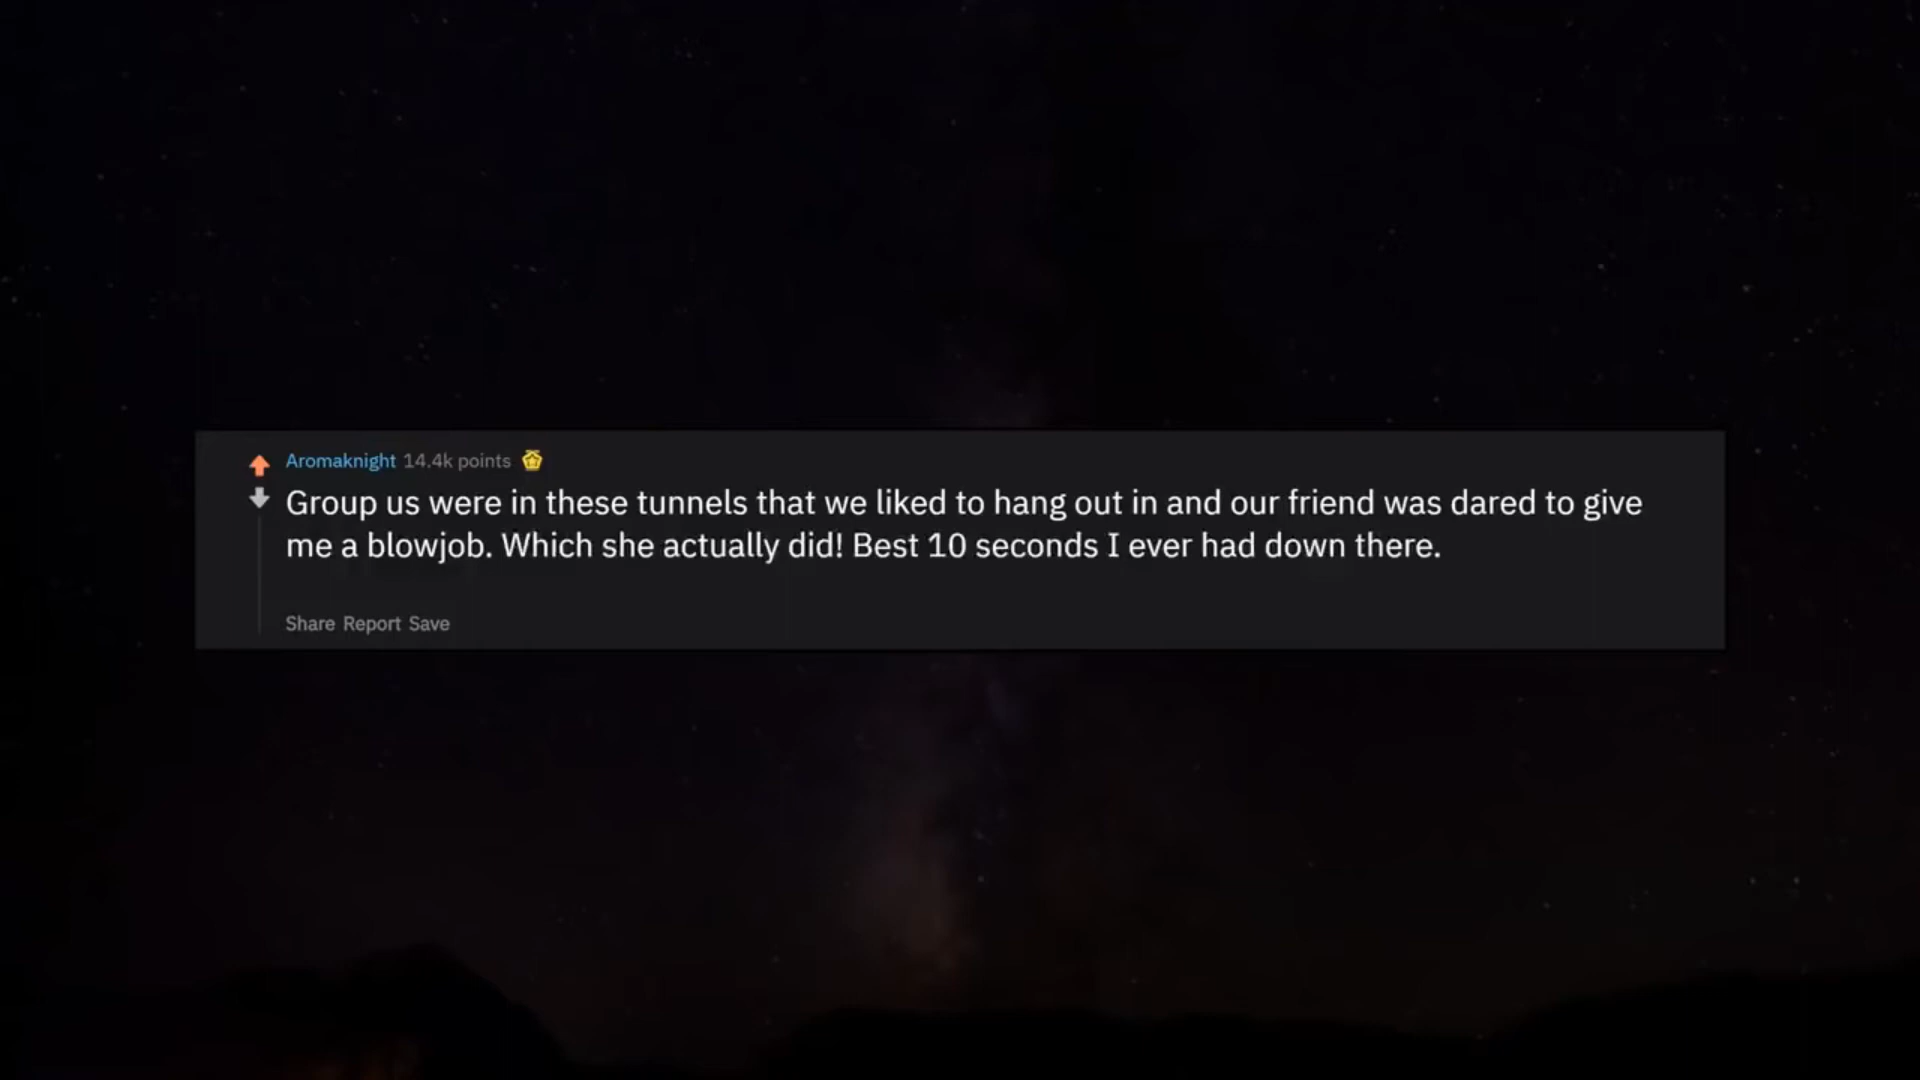 Aromaknight 14.4k points
Group us were in these tunnels that we liked to hang out in and our friend was dared to give
me a blowjob. Which she actually did! Best 10 seconds I ever had down there.
Share Report Save